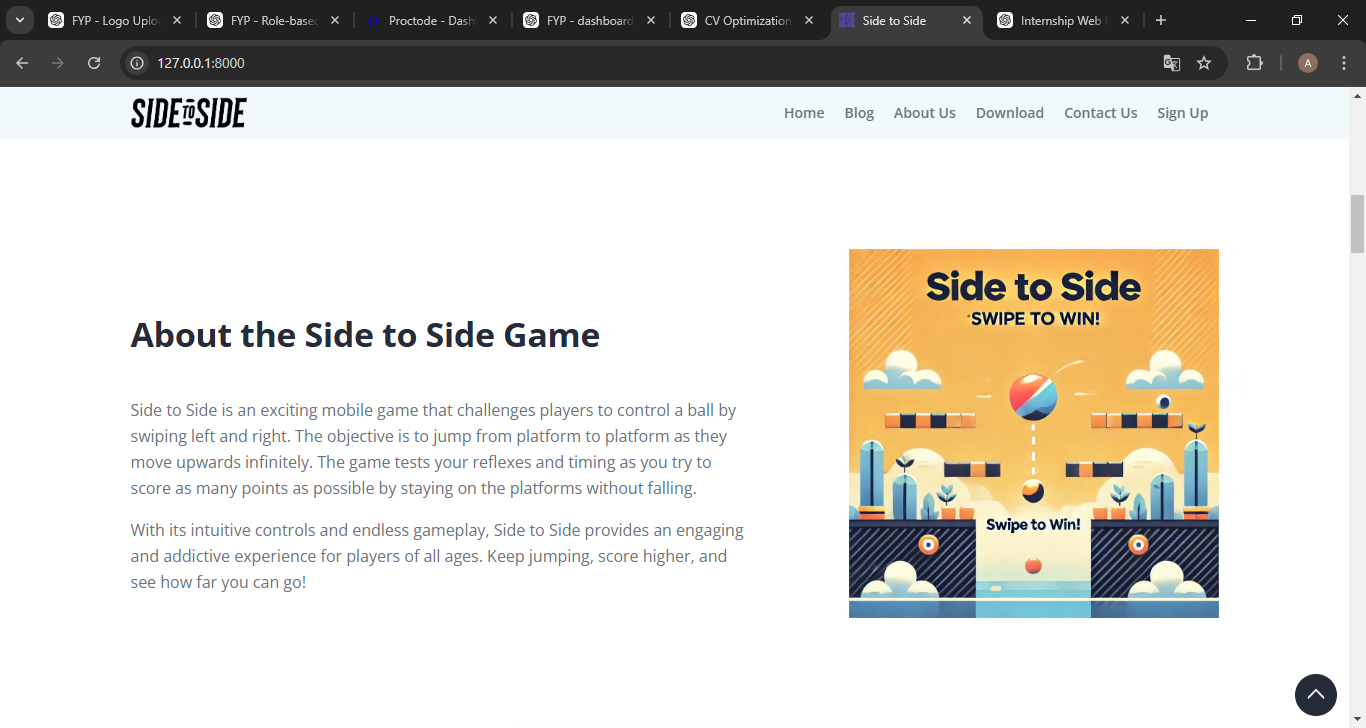 FYP - Logo Uplo
FYP - Role-base
Proctode - Dash
FYP - dashboard
CV Optimization
Side to Side
Internship Web
127.0.0.1:8000
A
SIDE TO SIDE
Home
Blog
About Us
Download
Contact Us
Sign Up
About the Side to Side Game
Side to Side is an exciting mobile game that challenges players to control a ball by
swiping left and right. The objective is to jump from platform to platform as they
move upwards infinitely. The game tests your reflexes and timing as you try to
score as many points as possible by staying on the platforms without falling.
With its intuitive controls and endless gameplay, Side to Side provides an engaging
and addictive experience for players of all ages. Keep jumping, score higher, and
see how far you can go!
Side to Side
SWIPE TO WIN!
Swipe to Win!